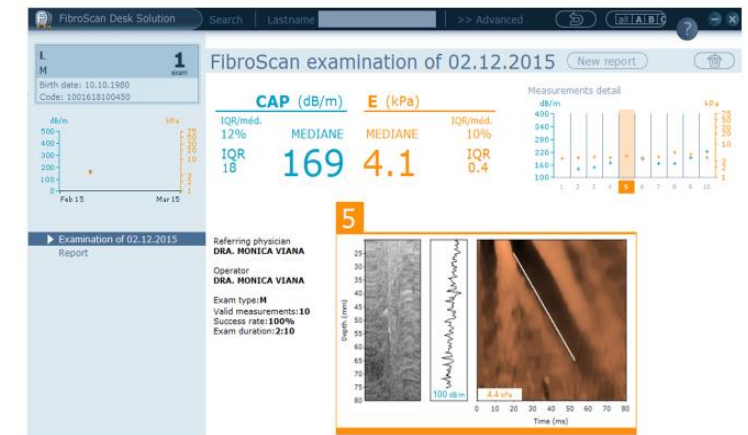 FibroScan Desk Solution Search Lastname >> Advanced all A B C ?
L
M
1
exam
Birth date: 10.10.1980
Code: 1001618100450
dB/m kPa
500
400
300
200
100
0
Feb 15 Mar 15
Examination of 02.12.2015
Report
FibroScan examination of 02.12.2015 New report
CAP (dB/m) E (kPa)
IQR/méd. IQR/méd.
12% MEDIANE MEDIANE 10%
IQR 169 4.1 IQR
18 0.4
Measurements detail
dB/m kPa
400
340
280
220
160
100
1 2 3 4 5 6 7 8 9 10
Referring physician
DRA. MONICA VIANA
Operator
DRA. MONICA VIANA
Exam type:M
Valid measurements:10
Success rate:100%
Exam duration:2:10
5
Depth (mm)
25
30
35
40
45
50
55
60
65
70
75
80
100 dB/m 4.4 kPa
0 10 20 30 40 50 60 70 80
Time (ms)